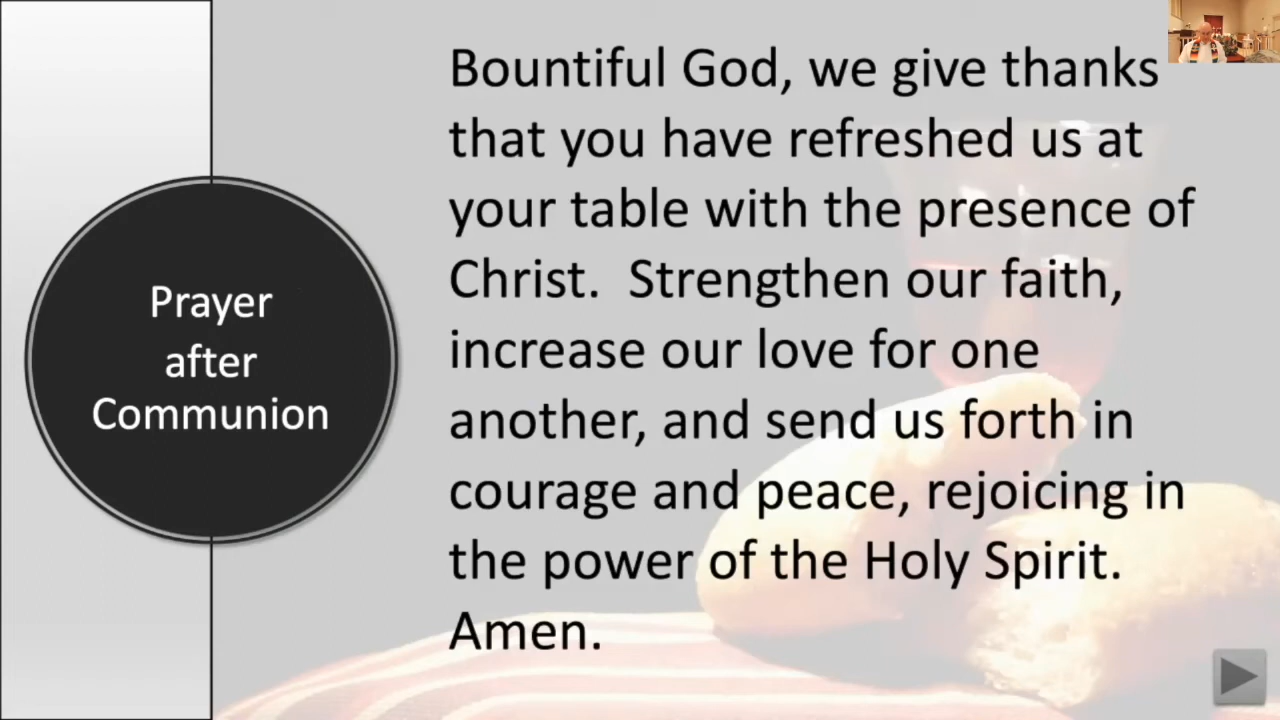 Prayer
after
Communion
Bountiful God, we give thanks
that you have refreshed us at
your table with the presence of
Christ.  Strengthen our faith,
increase our love for one
another, and send us forth in
courage and peace, rejoicing in
the power of the Holy Spirit.
Amen.